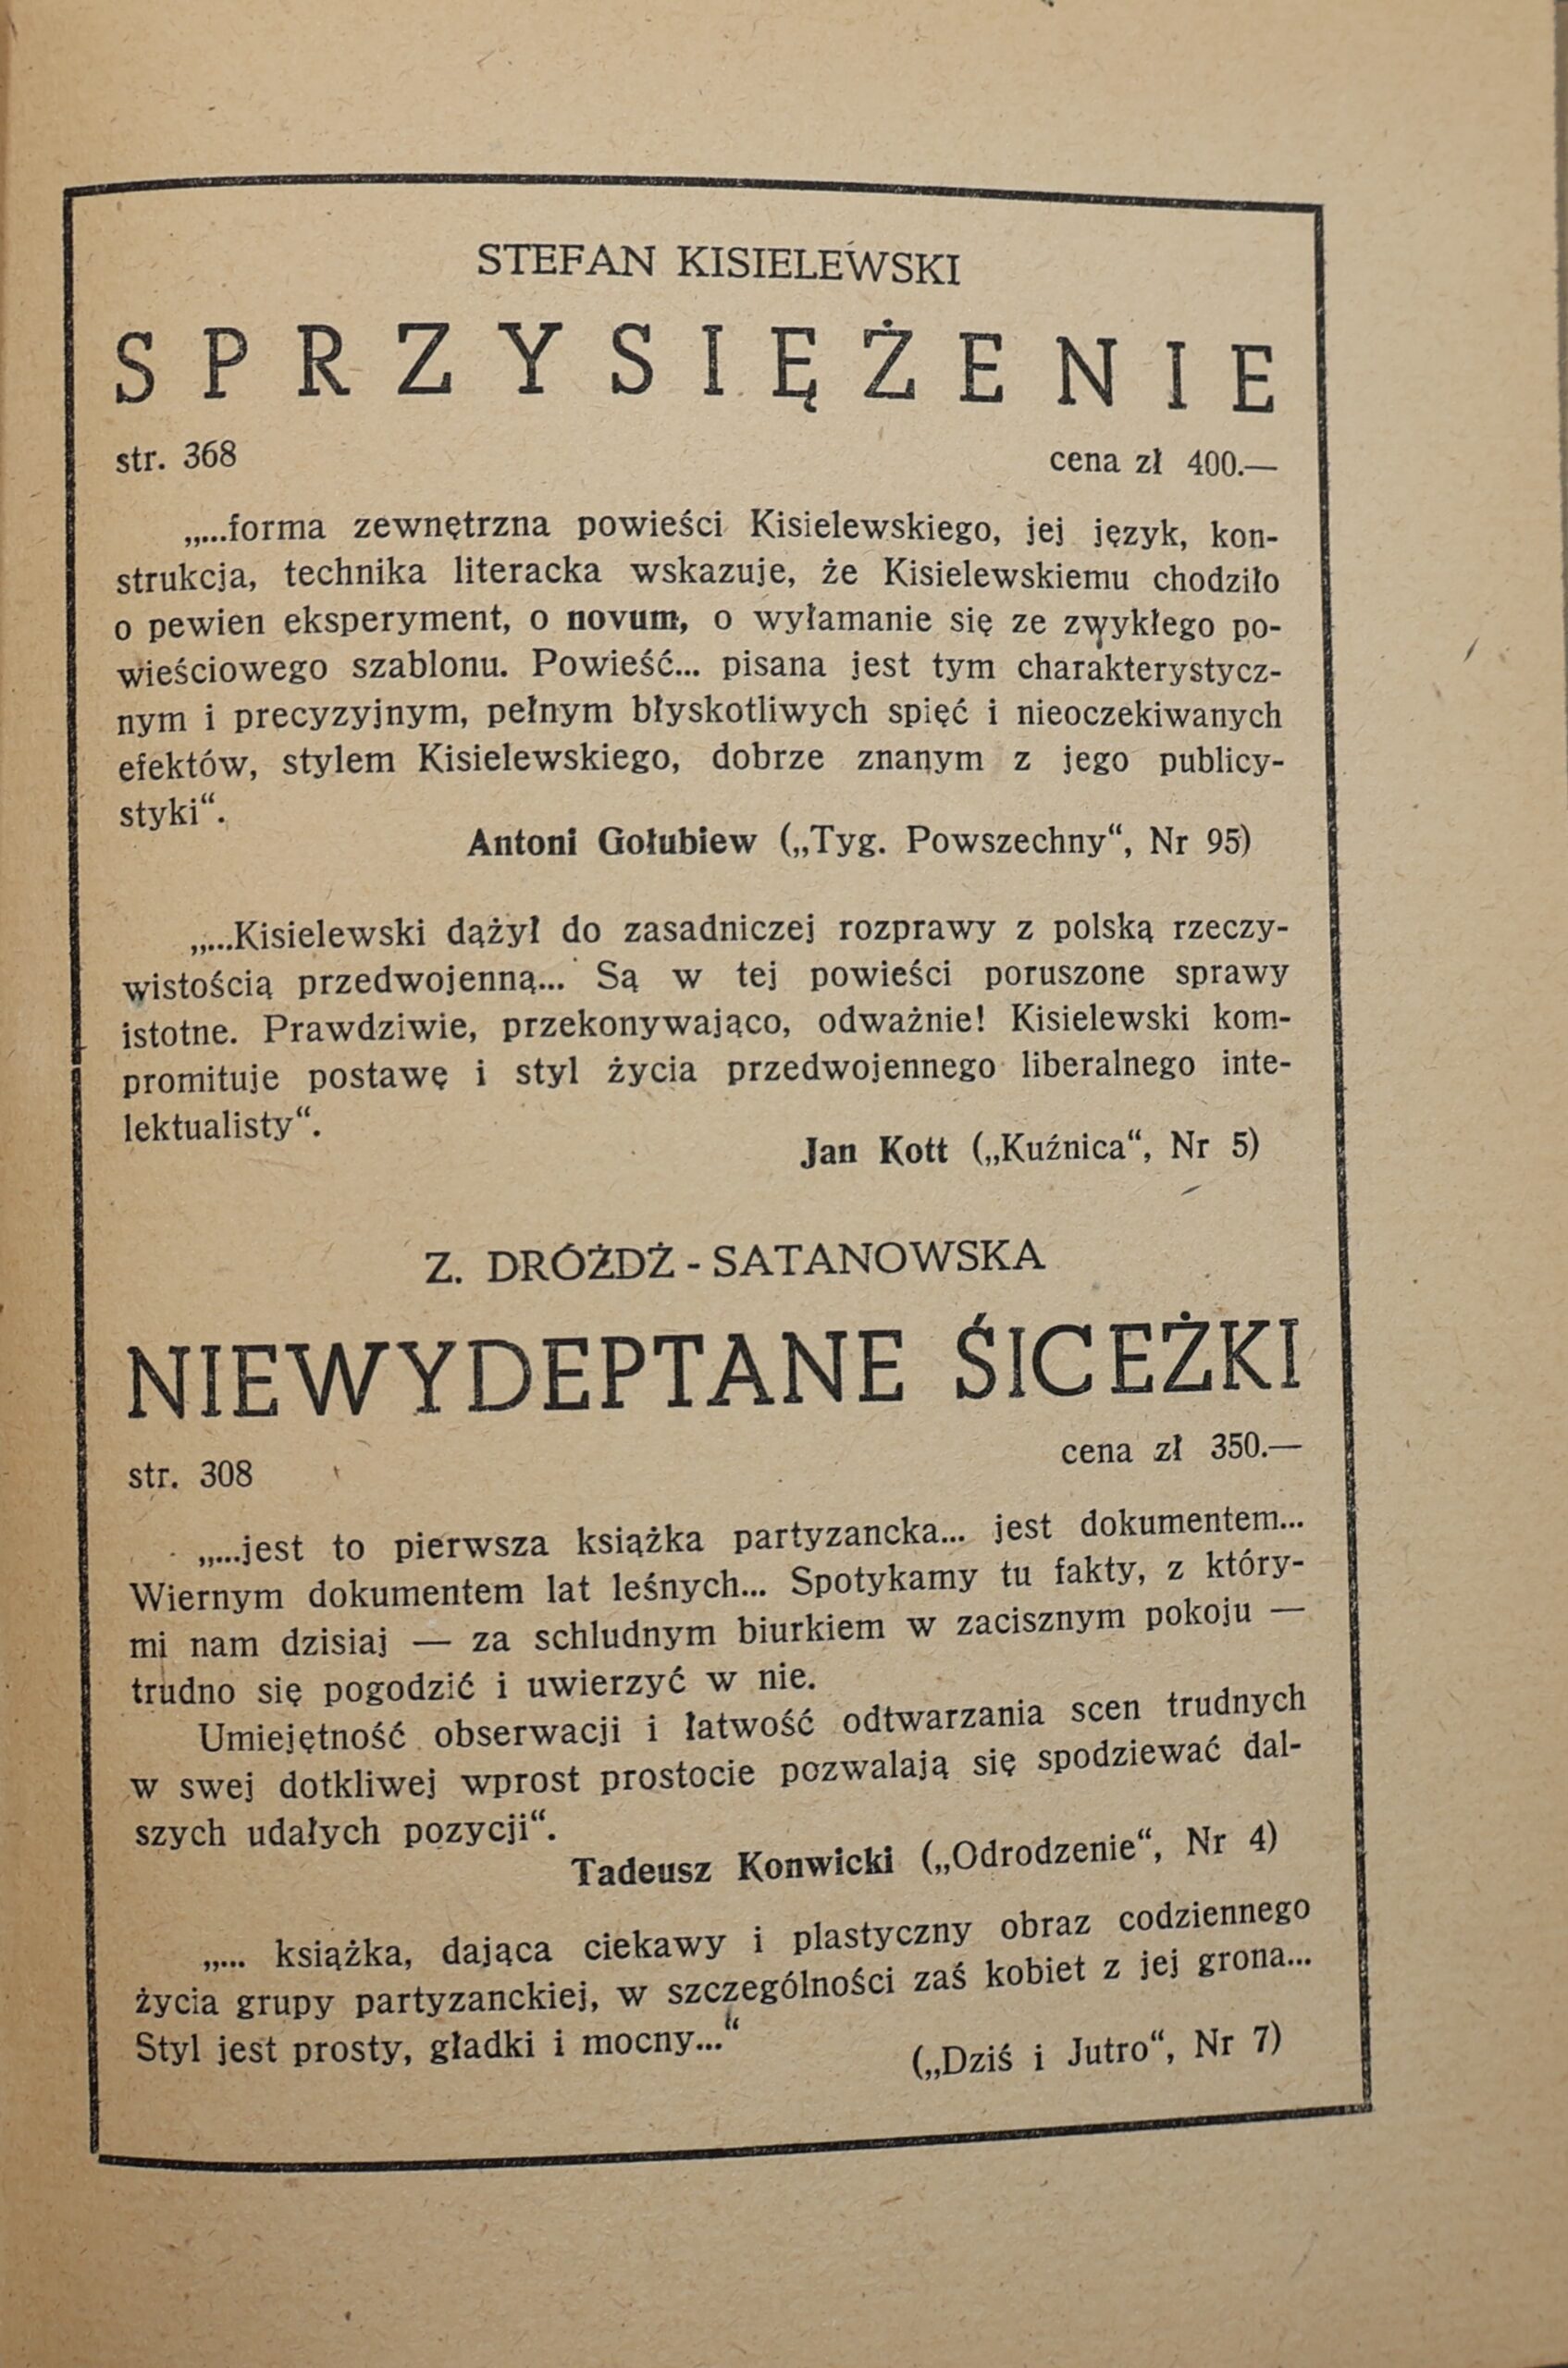 STEFAN KISIELEWSKI
SPRZYSIĘŻENIE
str. 368 cena zł 400.—
„...forma zewnętrzna powieści Kisielewskiego, jej język, kon-
strukcja, technika literacka wskazuje, że Kisielewskiemu chodziło
o pewien eksperyment, o novum, o wyłamanie się ze zwykłego po-
wieściowego szablonu. Powieść... pisana jest tym charakterystycz-
nym i precyzyjnym, pełnym błyskotliwych spięć i nieoczekiwanych
efektów, stylem Kisielewskiego, dobrze znanym z jego publicy-
styki“.
Antoni Gołubiew („Tyg. Powszechny“, Nr 95)
„...Kisielewski dążył do zasadniczej rozprawy z polską rzeczy-
wistością przedwojenną... Są w tej powieści poruszone sprawy
istotne. Prawdziwie, przekonywająco, odważnie! Kisielewski kom-
promituje postawę i styl życia przedwojennego liberalnego inte-
lektualisty“.
Jan Kott („Kuźnica“, Nr 5)
Z. DRÓŻDŻ-SATANOWSKA
NIEWYDEPTANE ŚICEŻKI
str. 308 cena zł 350.—
„...jest to pierwsza książka partyzancka... jest dokumentem...
Wiernym dokumentem lat leśnych... Spotykamy tu fakty, z który-
mi nam dzisiaj — za schludnym biurkiem w zacisznym pokoju —
trudno się pogodzić i uwierzyć w nie.
Umiejętność obserwacji i łatwość odtwarzania scen trudnych
w swej dotkliwej wprost prostocie pozwalają się spodziewać dal-
szych udałych pozycji“.
Tadeusz Konwicki („Odrodzenie“, Nr 4)
„... książka, dająca ciekawy i plastyczny obraz codziennego
życia grupy partyzanckiej, w szczególności zaś kobiet z jej grona...
Styl jest prosty, gładki i mocny...“
(„Dziś i Jutro“, Nr 7)